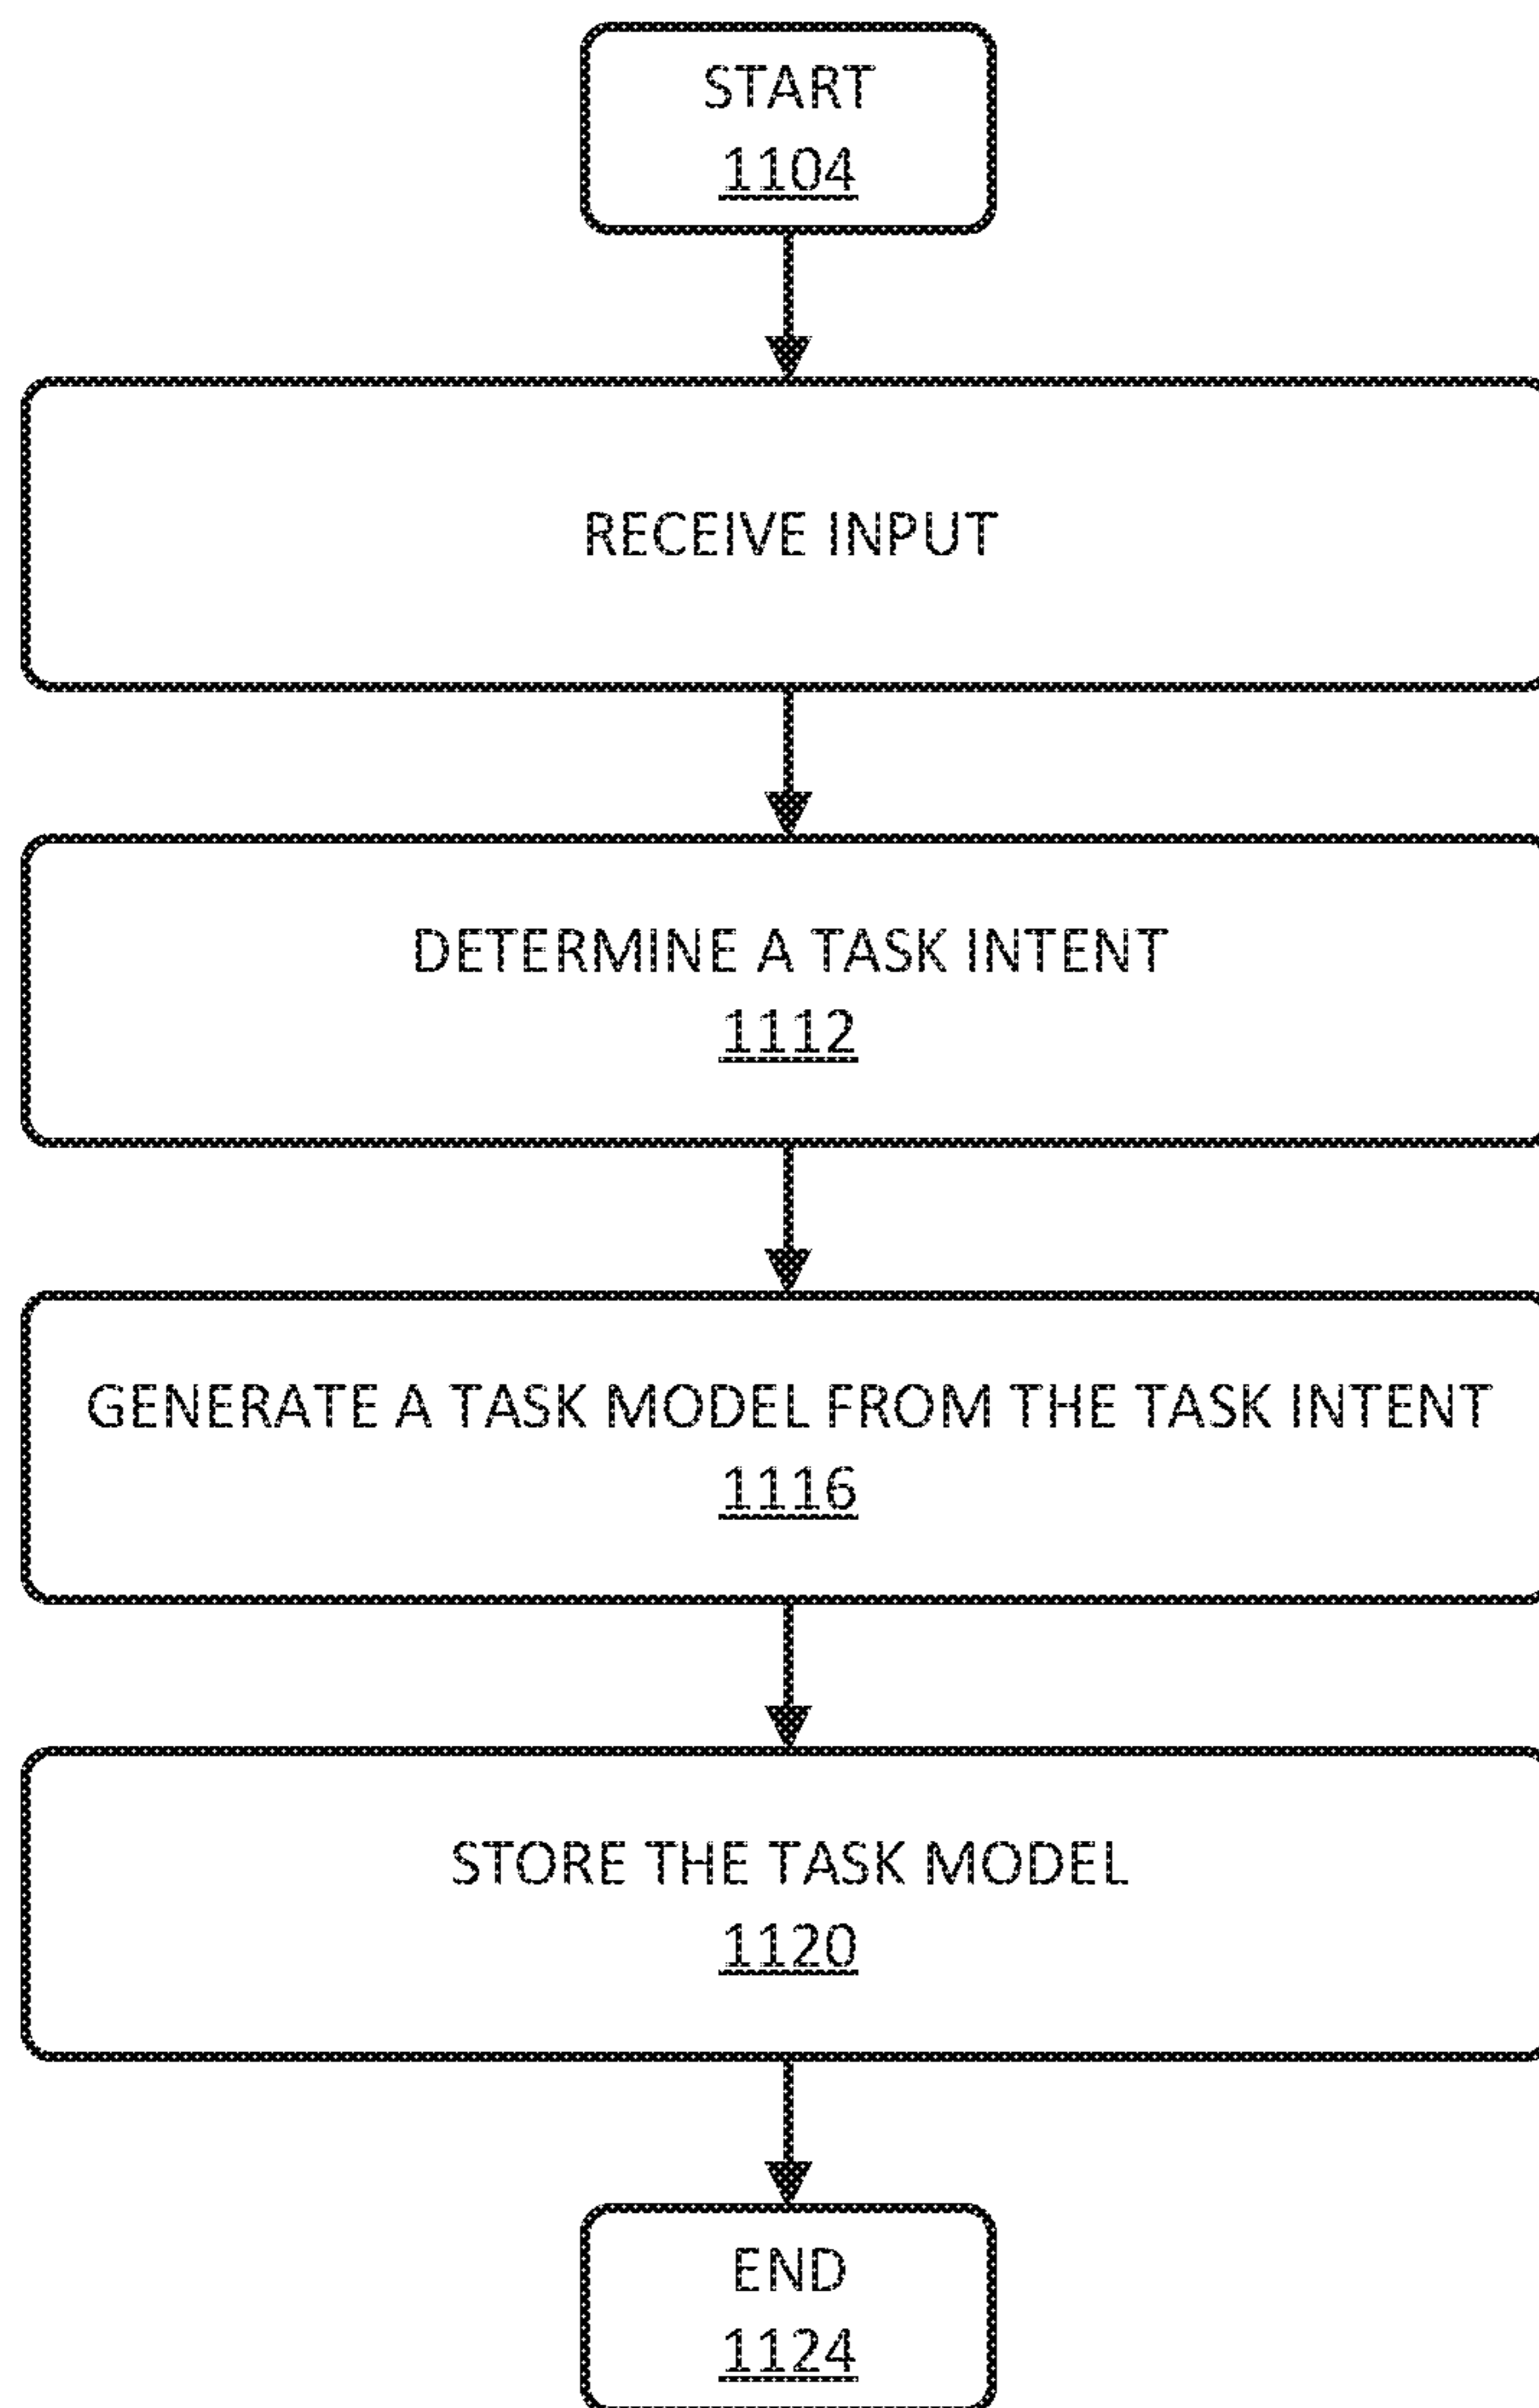 START
1104
RECEIVE INPUT
DETERMINE A TASK INTENT
1112
GENERATE A TASK MODEL FROM THE TASK INTENT
1116
STORE THE TASK MODEL
1120
END
1124